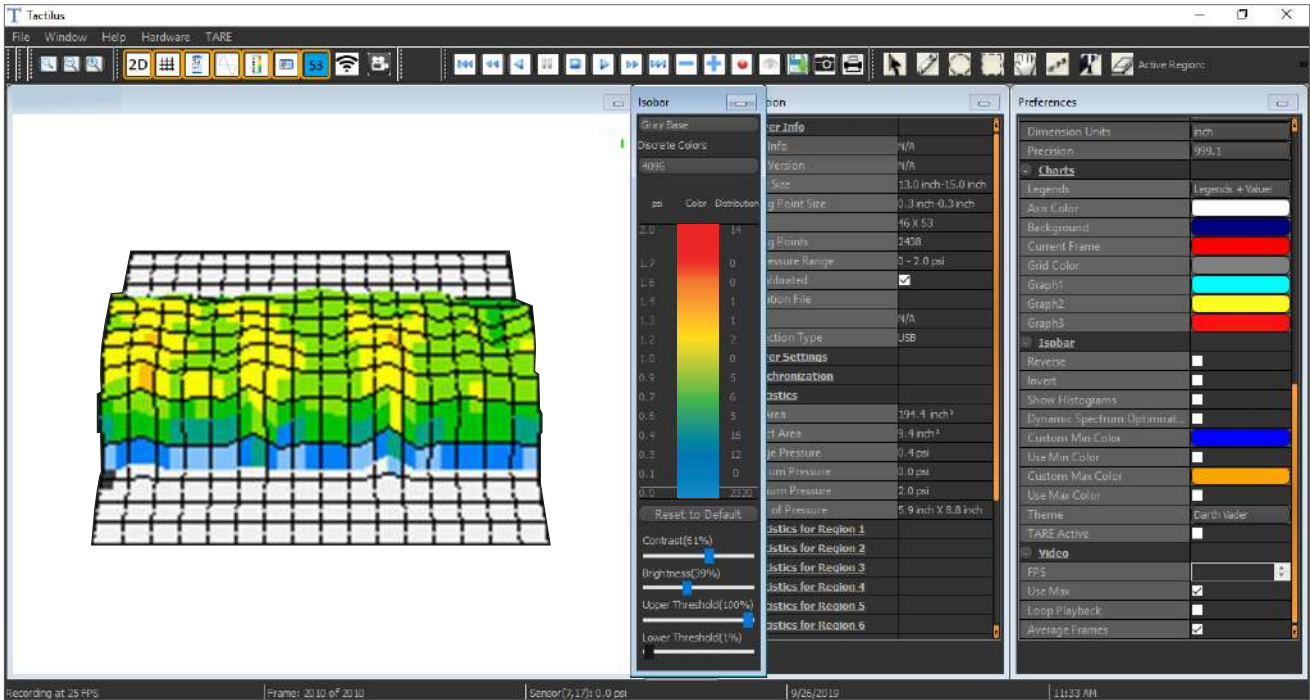 Tactilus
File Window Help Hardware TARE
2D 53 Active Region:
Isobar
Grey Base
Discrete Colors
4096
psi Color Distribution
2.0 14
1.7 0
1.6 0
1.4 1
1.3 1
1.2 2
1.0 0
0.9 5
0.7 6
0.6 5
0.4 16
0.3 12
0.1 0
0.0 2320
Reset to Default
Contrast(61%)
Brightness(39%)
Upper Threshold(100%)
Lower Threshold(1%)
tion
er Info
Info N/A
Version N/A
Size 13.0 inch-15.0 inch
g Point Size 0.3 inch-0.3 inch
46 X 53
g Points 2438
essure Range 0 - 2.0 psi
librated
ation File
N/A
ction Type USB
er Settings
chronization
tistics
Area 194.4 inch²
ct Area 9.4 inch²
ge Pressure 0.4 psi
um Pressure 0.0 psi
um Pressure 2.0 psi
of Pressure 5.9 inch X 8.8 inch
tistics for Region 1
tistics for Region 2
tistics for Region 3
tistics for Region 4
tistics for Region 5
tistics for Region 6
Preferences
Dimension Units inch
Precision 999.1
Charts
Legends Legends + Values
Axis Color
Background
Current Frame
Grid Color
Graph1
Graph2
Graph3
Isobar
Reverse
Invert
Show Histograms
Dynamic Spectrum Optimizat...
Custom Min Color
Use Min Color
Custom Max Color
Use Max Color
Theme Darth Vader
TARE Active
Video
FPS
Use Max
Loop Playback
Average Frames
Recording at 25 FPS Frame: 2010 of 2010 Sensor(7,17): 0.0 psi 9/26/2019 11:33 AM